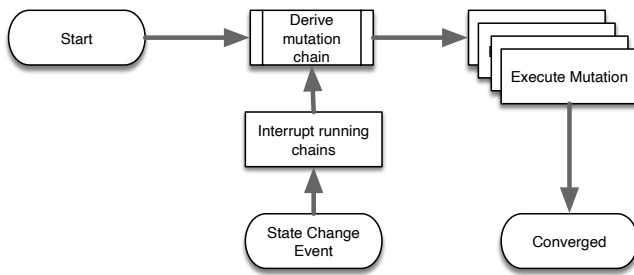 Start
Derive
mutation
chain
Execute Mutation
Interrupt running
chains
State Change
Event
Converged